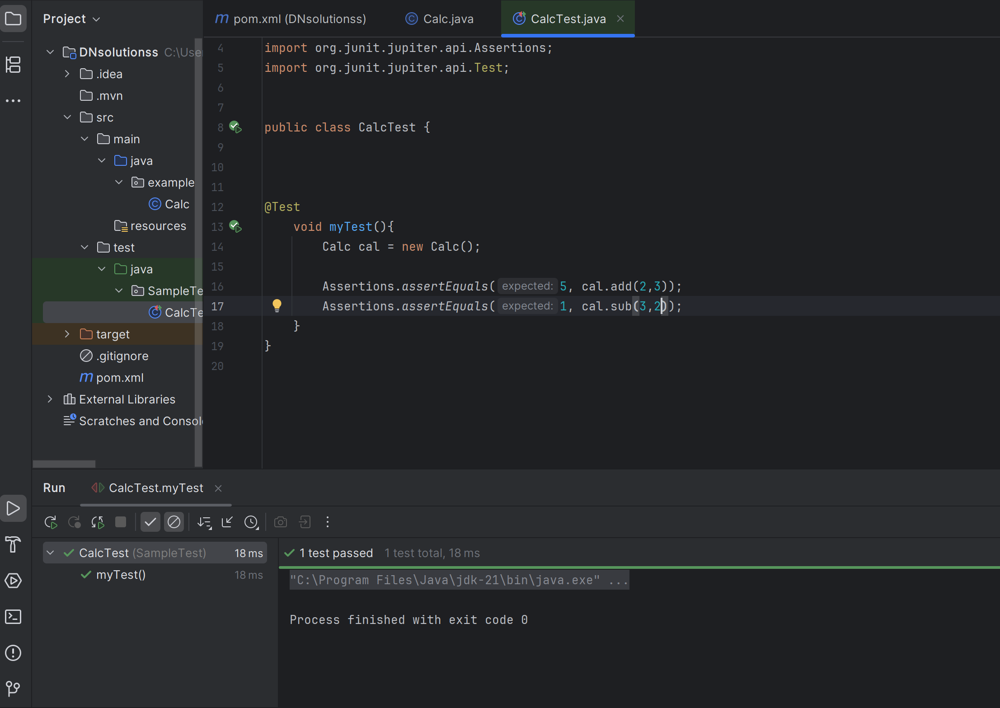 Project
pom.xml (DNsolutionss)
Calc.java
CalcTest.java
DNsolutionss C:\User
.idea
.mvn
src
main
java
example
Calc
resources
test
java
SampleTe
CalcTe
target
.gitignore
pom.xml
External Libraries
Scratches and Consol
4 import org.junit.jupiter.api.Assertions;
5 import org.junit.jupiter.api.Test;
6
7
8 public class CalcTest {
9
10
11
12 @Test
13 void myTest(){
14 Calc cal = new Calc();
15
16 Assertions.assertEquals( expected: 5, cal.add(2,3));
17 Assertions.assertEquals( expected: 1, cal.sub(3,2));
18 }
19 }
20
Run CalcTest.myTest
CalcTest (SampleTest) 18 ms
myTest() 18 ms
1 test passed 1 test total, 18 ms
"C:\Program Files\Java\jdk-21\bin\java.exe" ...
Process finished with exit code 0